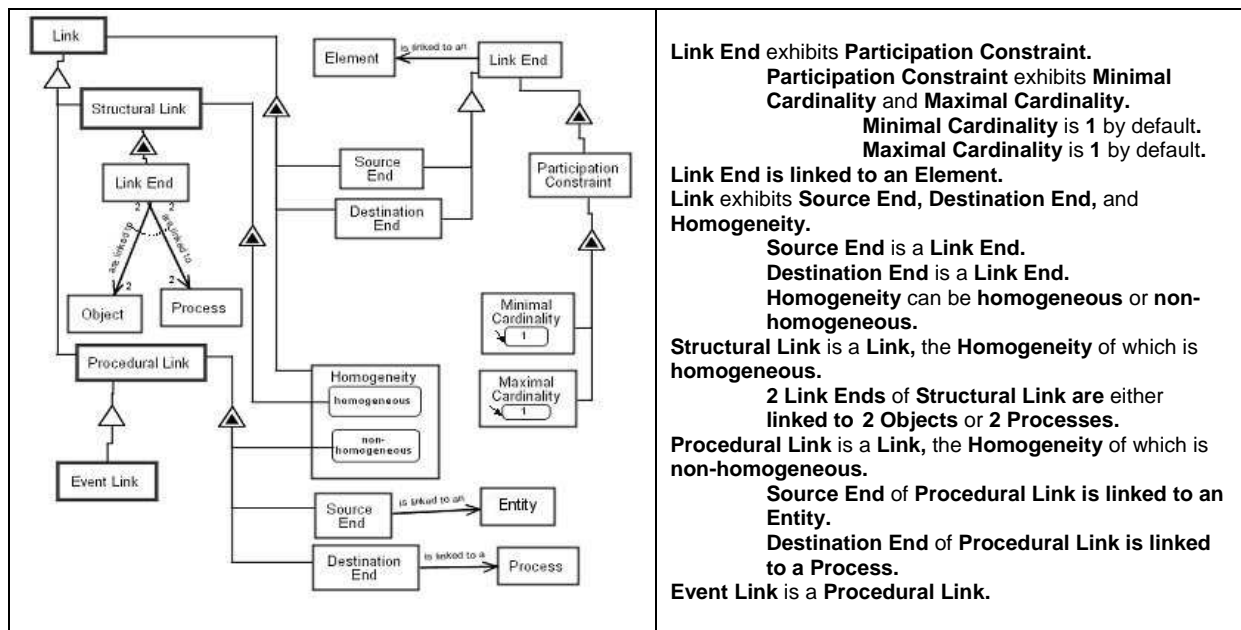 Link
Structural Link
Link End
2 2
are linked to
are linked to
2 2
Object
Process
Procedural Link
Event Link
Element
is linked to an
Link End
Source
End
Destination
End
Participation
Constraint
Minimal
Cardinality
1
Maximal
Cardinality
1
Homogeneity
homogeneous
non-
homogeneous
Source
End
is linked to an
Entity
Destination
End
is linked to a
Process
Link End exhibits Participation Constraint.
Participation Constraint exhibits Minimal
Cardinality and Maximal Cardinality.
Minimal Cardinality is 1 by default.
Maximal Cardinality is 1 by default.
Link End is linked to an Element.
Link exhibits Source End, Destination End, and
Homogeneity.
Source End is a Link End.
Destination End is a Link End.
Homogeneity can be homogeneous or non-
homogeneous.
Structural Link is a Link, the Homogeneity of which is
homogeneous.
2 Link Ends of Structural Link are either
linked to 2 Objects or 2 Processes.
Procedural Link is a Link, the Homogeneity of which is
non-homogeneous.
Source End of Procedural Link is linked to an
Entity.
Destination End of Procedural Link is linked
to a Process.
Event Link is a Procedural Link.